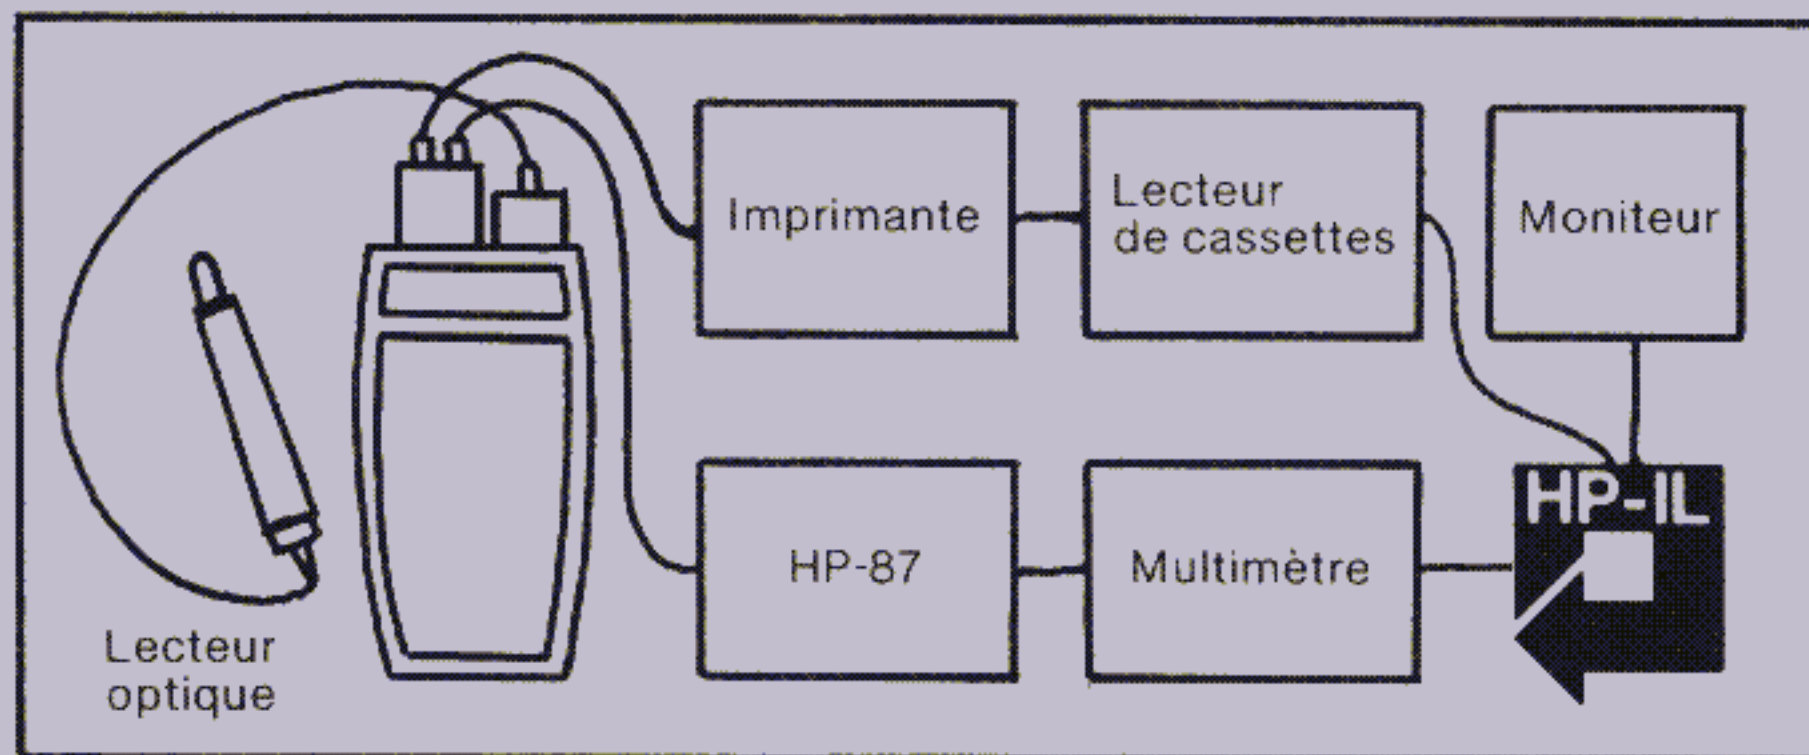 Imprimante
Lecteur
de cassettes
Moniteur
HP-IL
HP-87
Multimètre
Lecteur
optique